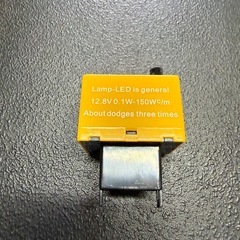 Lamp-LED is general
12.8V 0.1W-150W c/m
About dodges three times